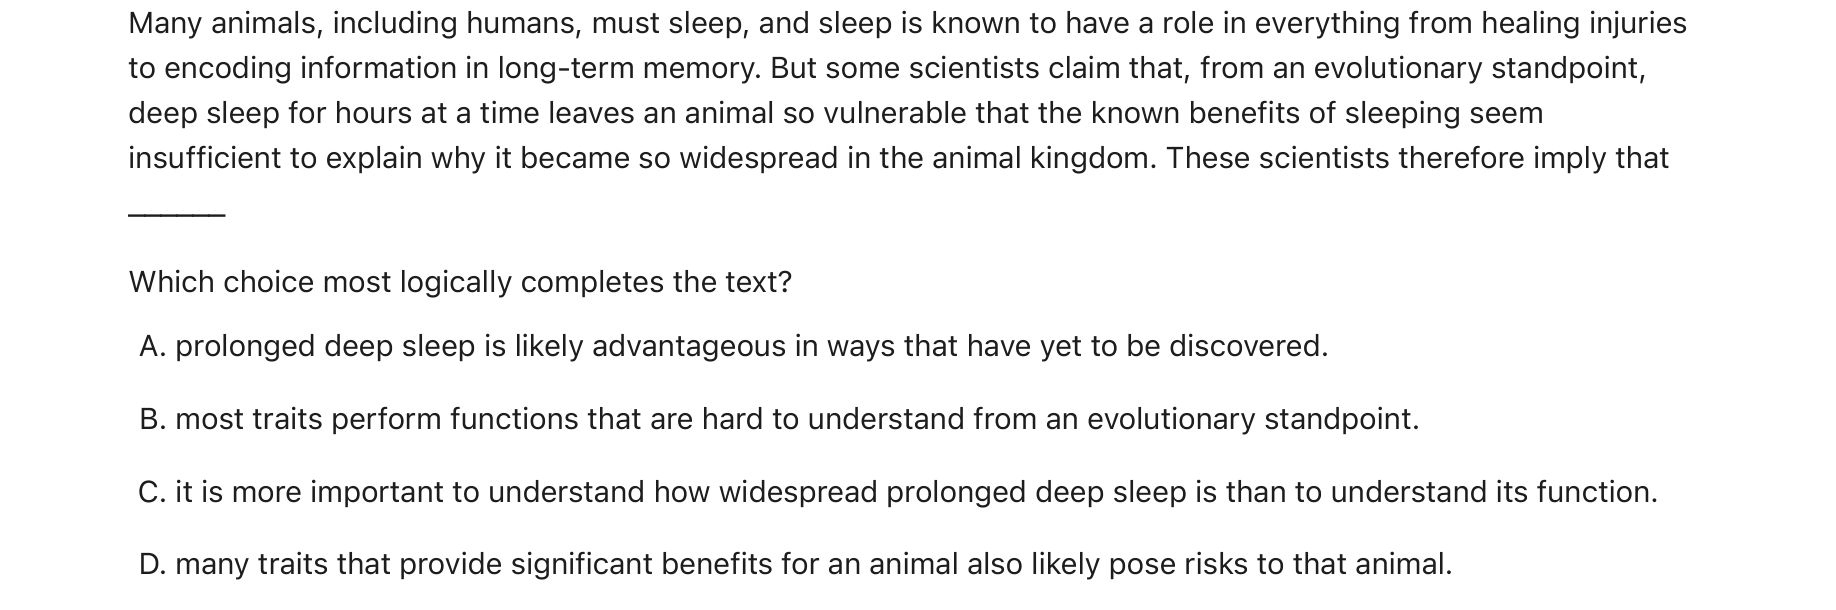 Many animals, including humans, must sleep, and sleep is known to have a role in everything from healing injuries
to encoding information in long-term memory. But some scientists claim that, from an evolutionary standpoint,
deep sleep for hours at a time leaves an animal so vulnerable that the known benefits of sleeping seem
insufficient to explain why it became so widespread in the animal kingdom. These scientists therefore imply that
______
Which choice most logically completes the text?
A. prolonged deep sleep is likely advantageous in ways that have yet to be discovered.
B. most traits perform functions that are hard to understand from an evolutionary standpoint.
C. it is more important to understand how widespread prolonged deep sleep is than to understand its function.
D. many traits that provide significant benefits for an animal also likely pose risks to that animal.